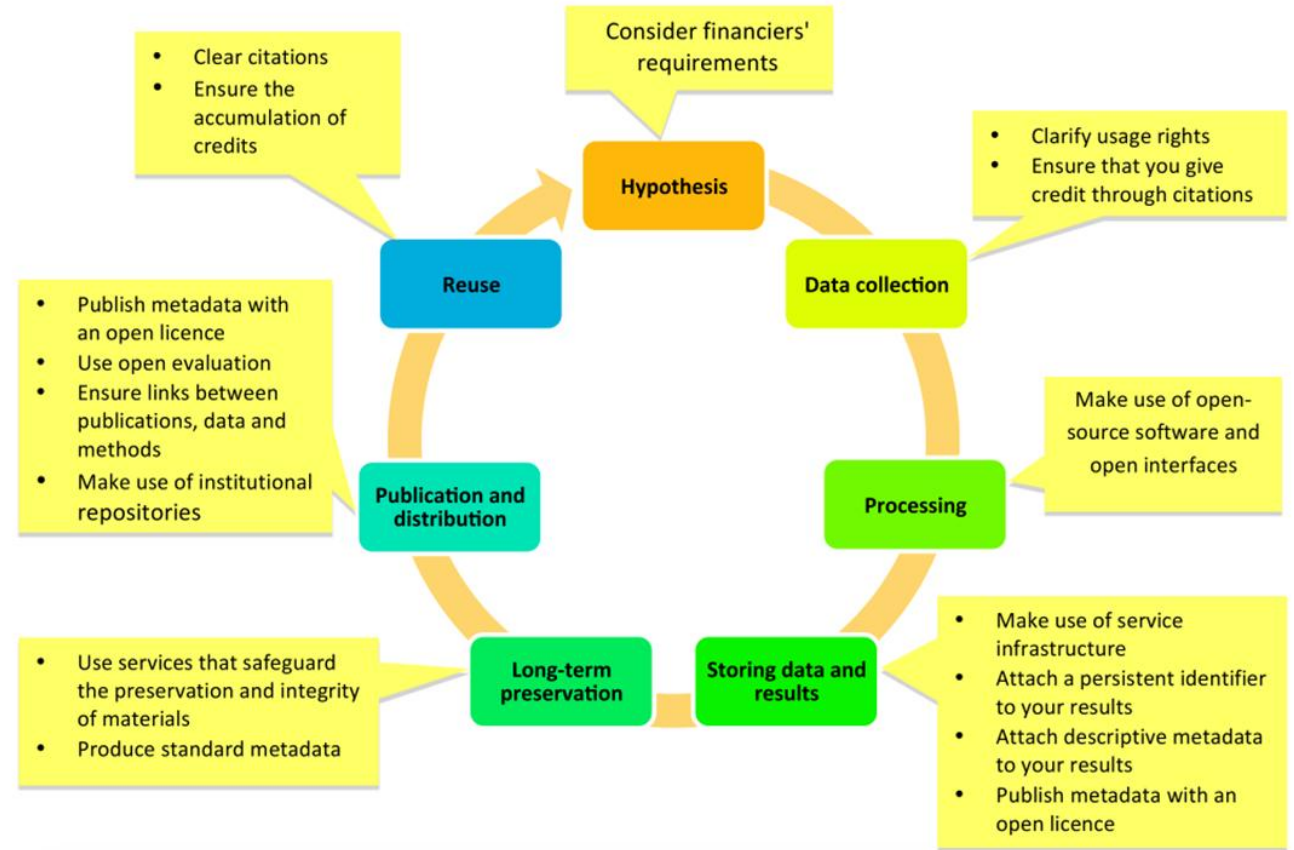 Consider financiers'
requirements
Hypothesis
• Clarify usage rights
• Ensure that you give
credit through citations
Data collection
Make use of open-
source software and
open interfaces
Processing
• Make use of service
infrastructure
• Attach a persistent identifier
to your results
• Attach descriptive metadata
to your results
• Publish metadata with an
open licence
Storing data and
results
• Use services that safeguard
the preservation and integrity
of materials
• Produce standard metadata
Long-term
preservation
• Publish metadata with
an open licence
• Use open evaluation
• Ensure links between
publications, data and
methods
• Make use of institutional
repositories
Publication and
distribution
• Clear citations
• Ensure the
accumulation of
credits
Reuse